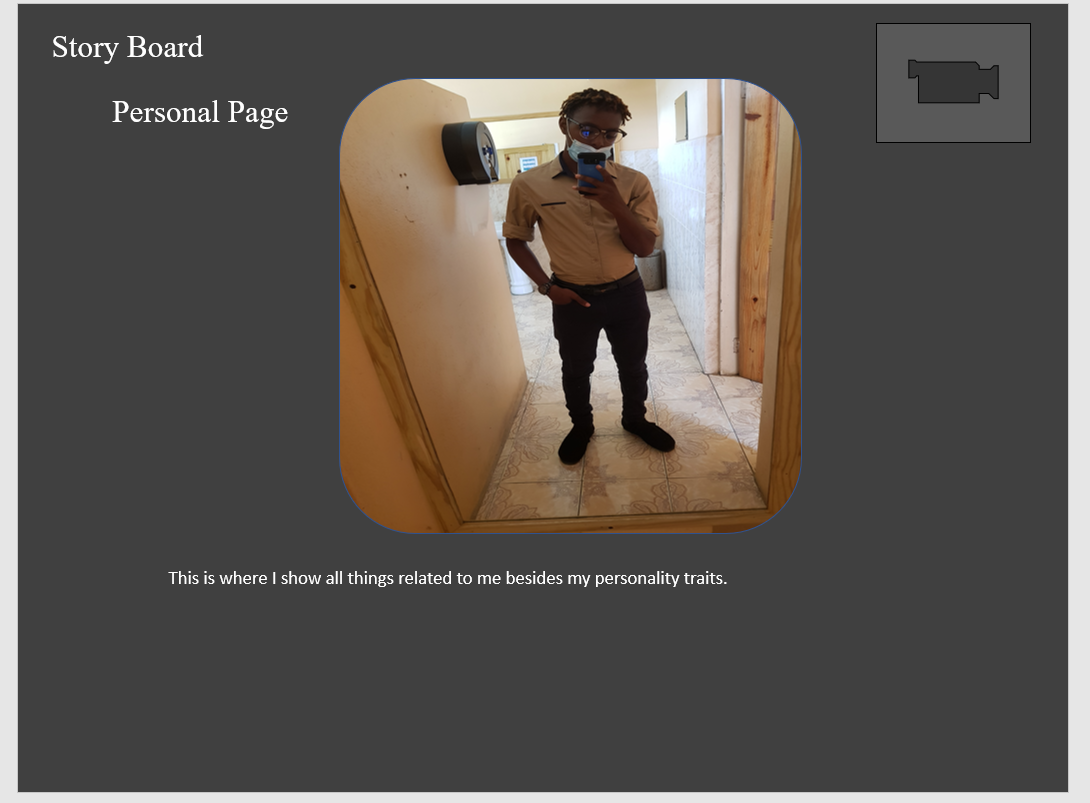 Story Board
Personal Page
This is where I show all things related to me besides my personality traits.